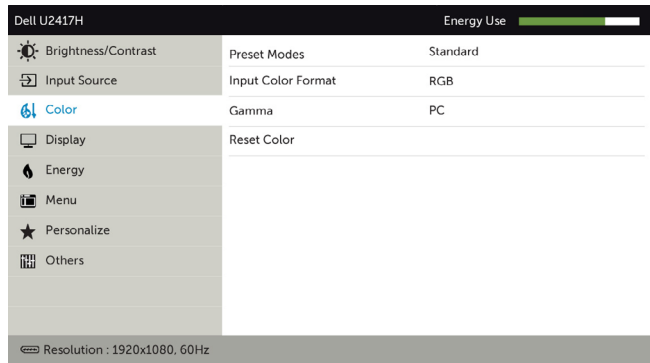 Dell U2417H Energy Use
Brightness/Contrast Preset Modes Standard
Input Source Input Color Format RGB
Color Gamma PC
Display Reset Color
Energy
Menu
Personalize
Others
Resolution : 1920x1080, 60Hz